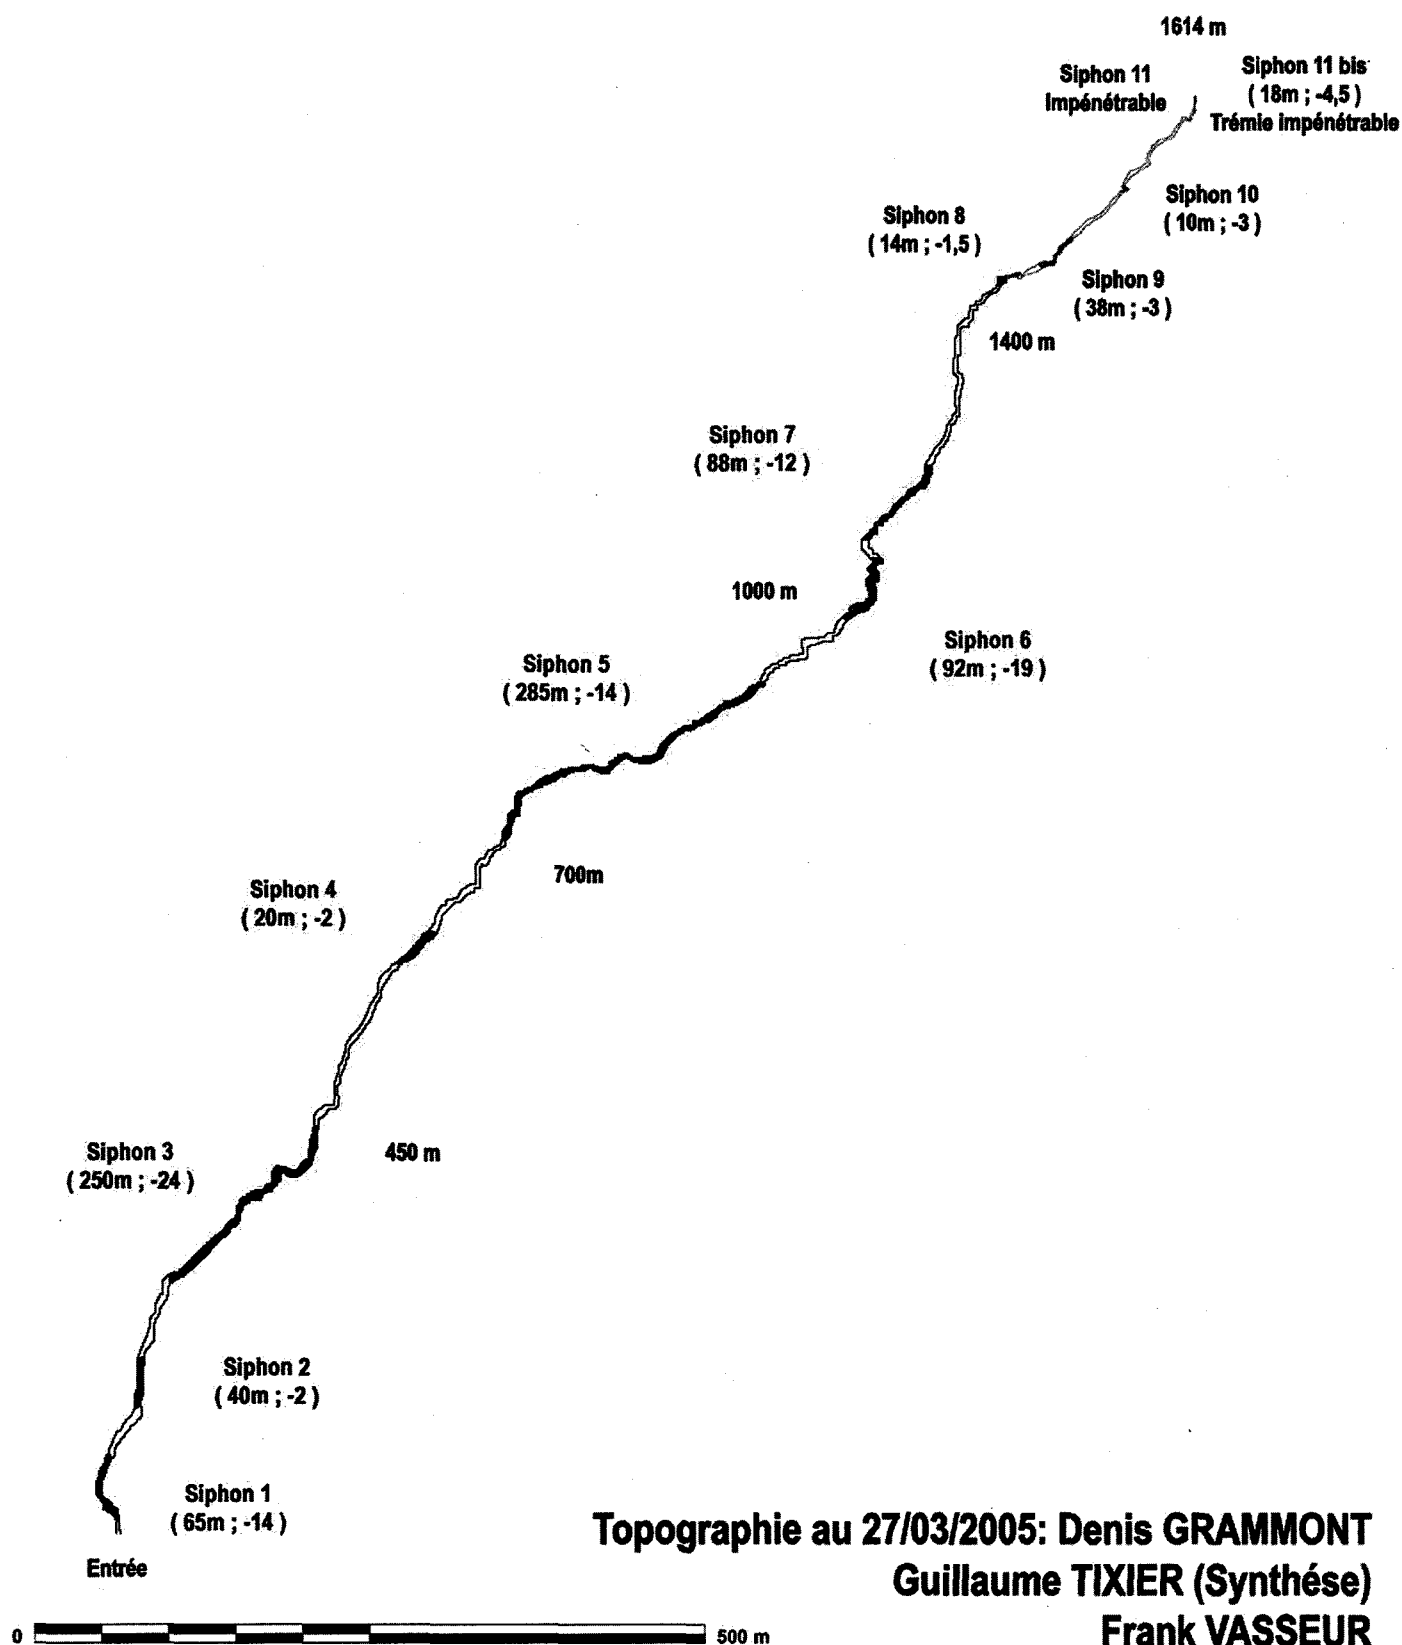 1614 m
Siphon 11
Impénétrable
Siphon 11 bis
( 18m ; -4,5 )
Trémie impénétrable
Siphon 10
( 10m ; -3 )
Siphon 8
( 14m ; -1,5 )
Siphon 9
( 38m ; -3 )
1400 m
Siphon 7
( 88m ; -12 )
1000 m
Siphon 6
( 92m ; -19 )
Siphon 5
( 285m ; -14 )
700m
Siphon 4
( 20m ; -2 )
450 m
Siphon 3
( 250m ; -24 )
Siphon 2
( 40m ; -2 )
Siphon 1
( 65m ; -14 )
Entrée
Topographie au 27/03/2005: Denis GRAMMONT
Guillaume TIXIER (Synthése)
Frank VASSEUR
0
500 m